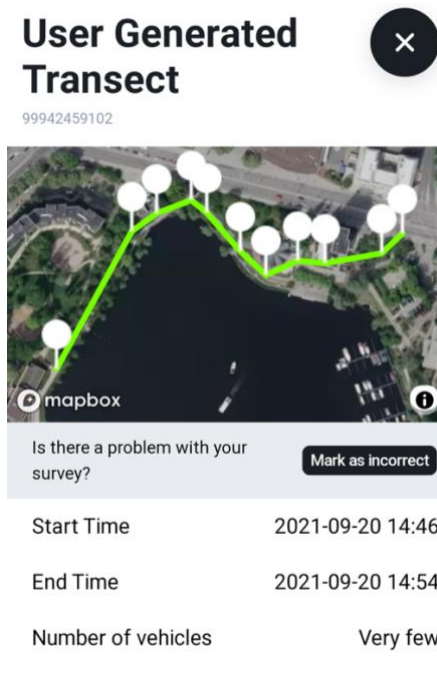 User Generated
Transect
99942459102
mapbox
Is there a problem with your
survey?
Mark as incorrect
Start Time
2021-09-20 14:46
End Time
2021-09-20 14:54
Number of vehicles
Very few